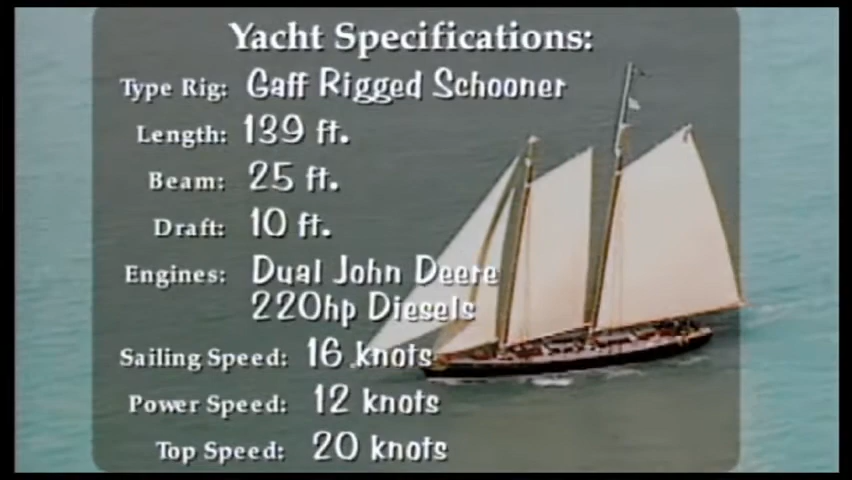 Yacht Specifications:
Type Rig: Gaff Rigged Schooner
Length: 139 ft.
Beam: 25 ft.
Draft: 10 ft.
Engines: Dual John Deere
220hp Diesels
Sailing Speed: 16 knots
Power Speed: 12 knots
Top Speed: 20 knots